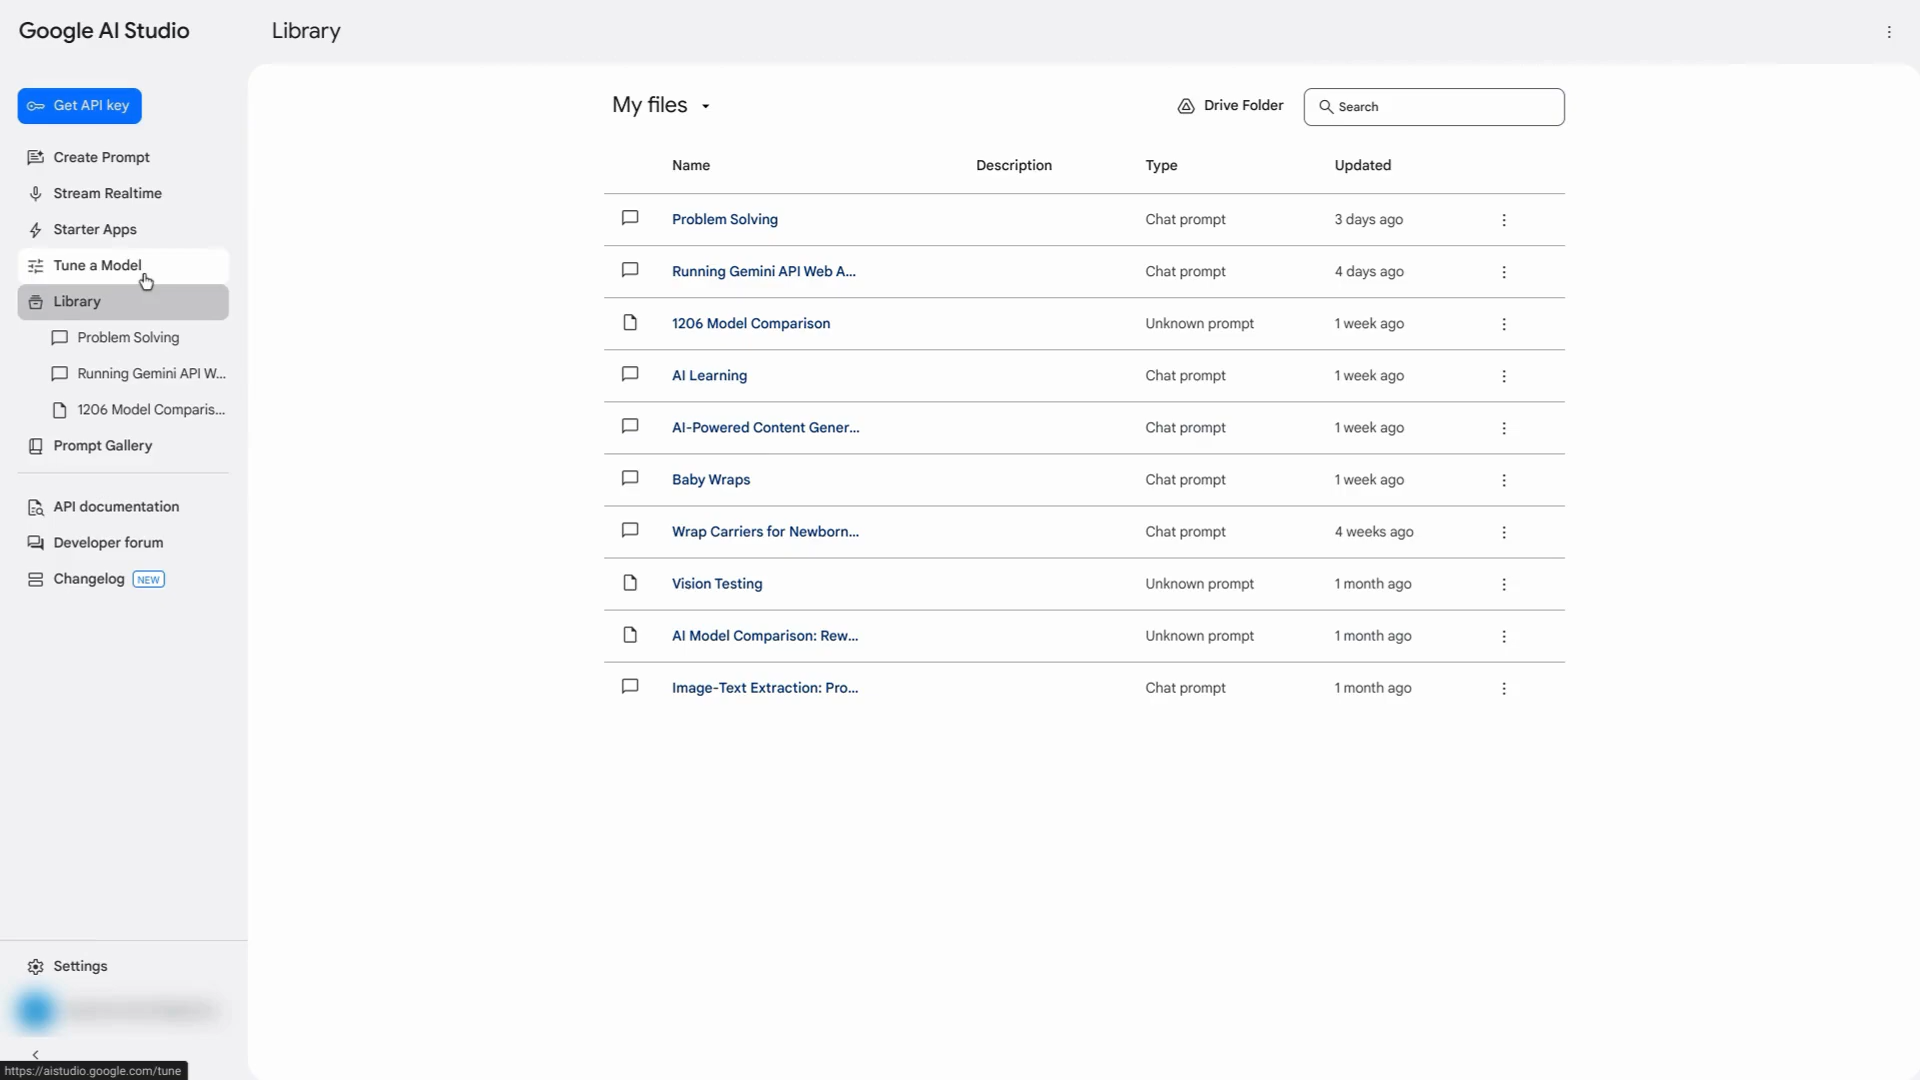 Google AI Studio
Library
Get API key
Create Prompt
Stream Realtime
Starter Apps
Tune a Model
Library
Problem Solving
Running Gemini API W...
1206 Model Comparis...
Prompt Gallery
API documentation
Developer forum
Changelog NEW
Settings
https://aistudio.google.com/tune
My files
Drive Folder
Search
Name Description Type Updated
Problem Solving Chat prompt 3 days ago
Running Gemini API Web A... Chat prompt 4 days ago
1206 Model Comparison Unknown prompt 1 week ago
AI Learning Chat prompt 1 week ago
AI-Powered Content Gener... Chat prompt 1 week ago
Baby Wraps Chat prompt 1 week ago
Wrap Carriers for Newborn... Chat prompt 4 weeks ago
Vision Testing Unknown prompt 1 month ago
AI Model Comparison: Rew... Unknown prompt 1 month ago
Image-Text Extraction: Pro... Chat prompt 1 month ago